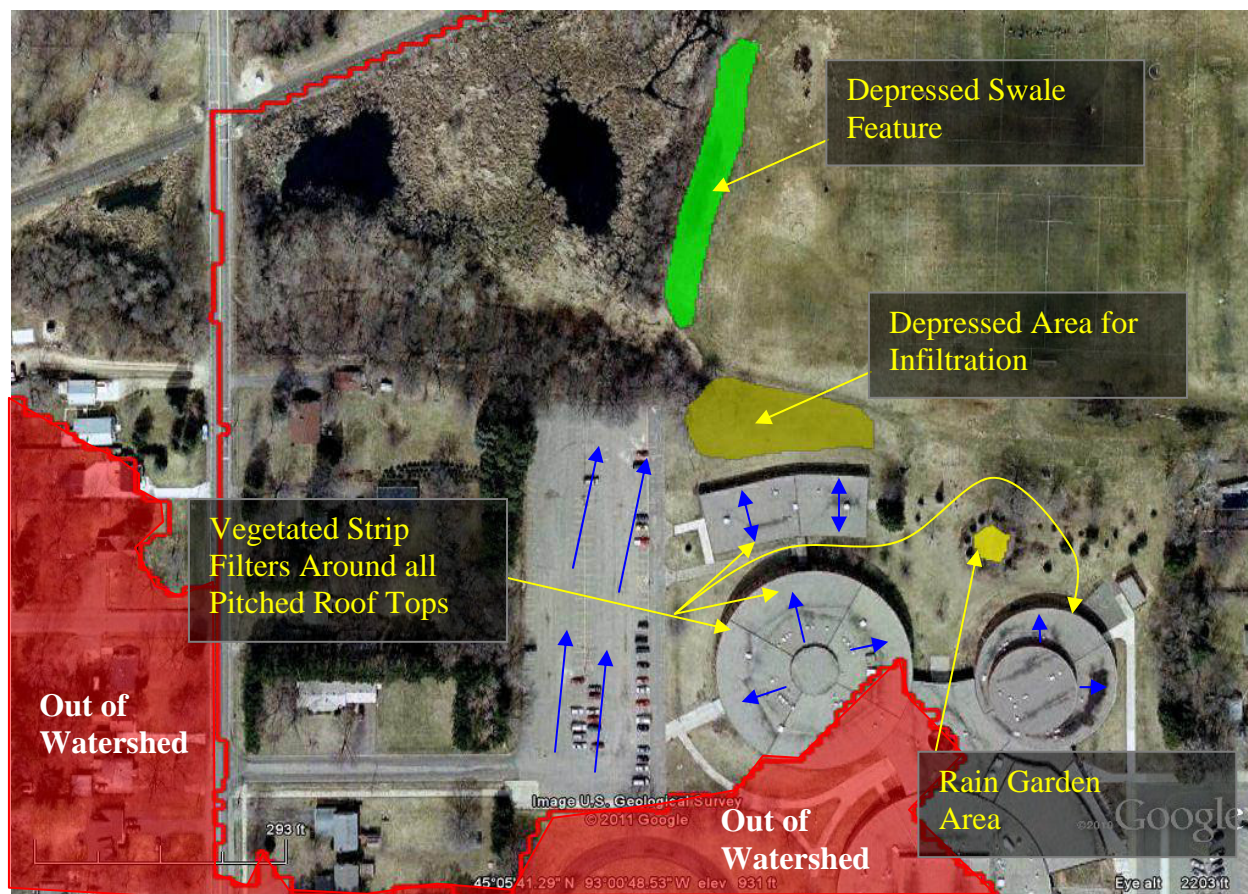 Depressed Swale
Feature
Depressed Area for
Infiltration
Vegetated Strip
Filters Around all
Pitched Roof Tops
Out of
Watershed
Rain Garden
Area
Out of
Watershed
Image U.S. Geological Survey
© 2011 Google
©2010 Google
293 ft
45°05'41.29" N 93°00'48.53" W elev 931 ft
Eye alt 2203 ft